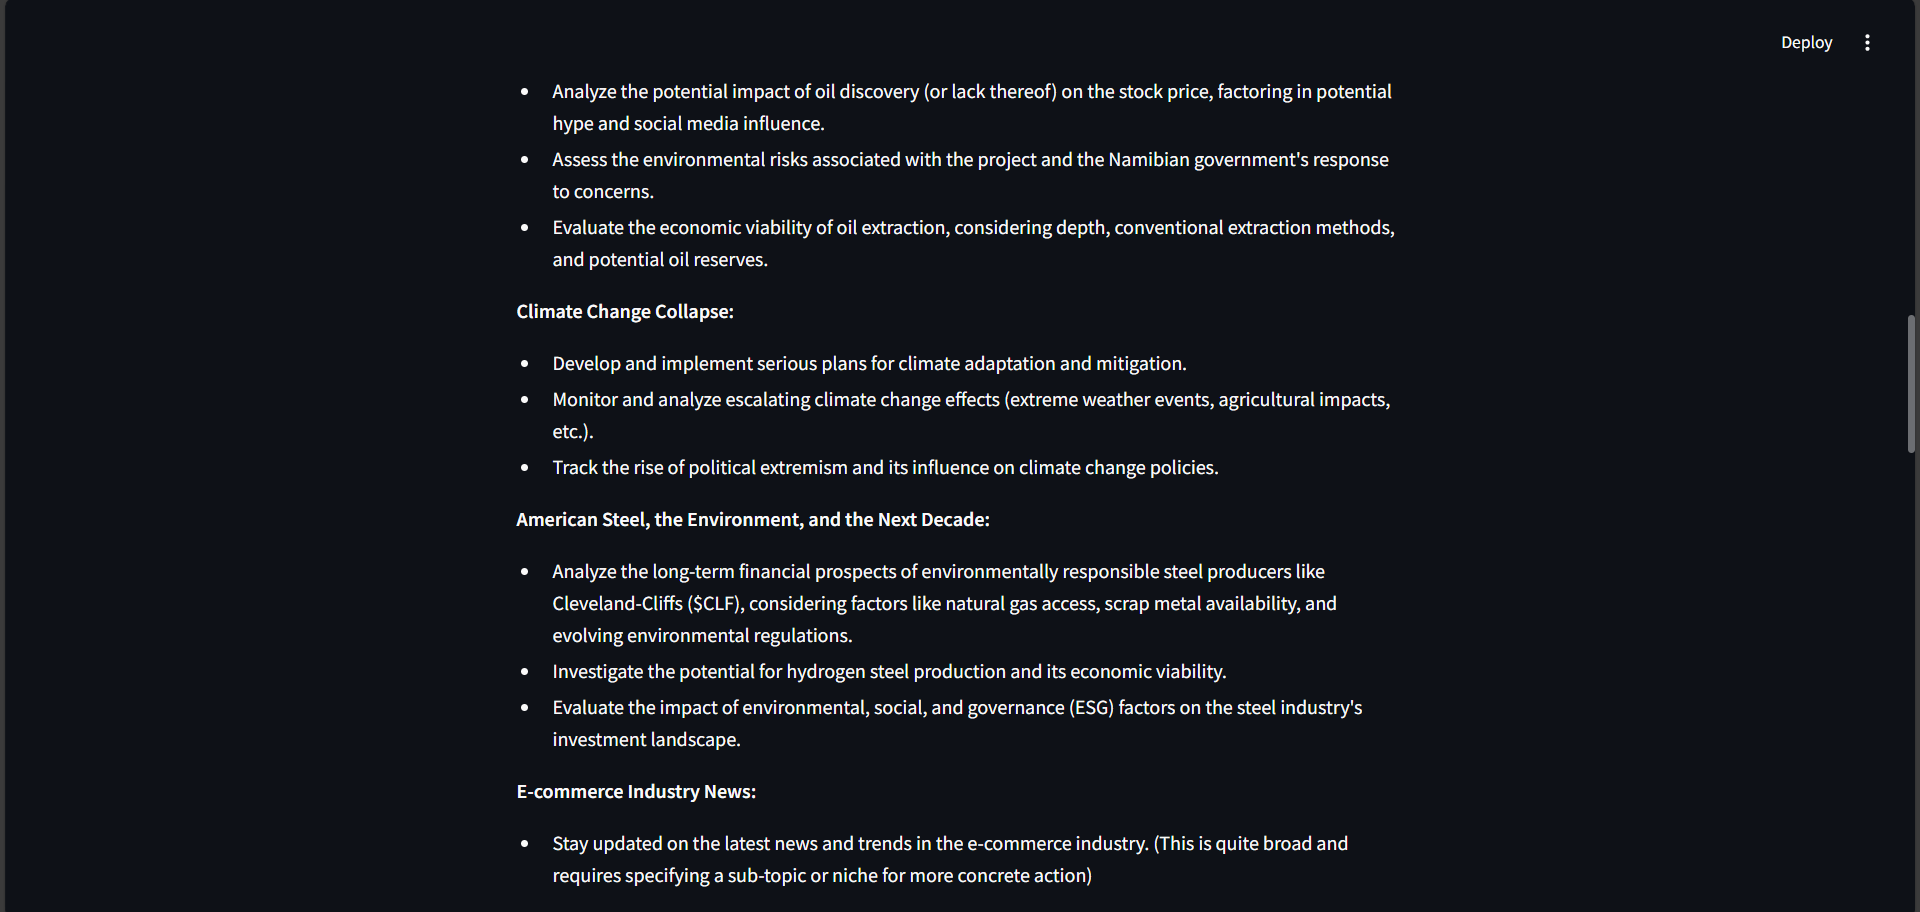 Deploy
Analyze the potential impact of oil discovery (or lack thereof) on the stock price, factoring in potential
hype and social media influence.
Assess the environmental risks associated with the project and the Namibian government's response
to concerns.
Evaluate the economic viability of oil extraction, considering depth, conventional extraction methods,
and potential oil reserves.
Climate Change Collapse:
Develop and implement serious plans for climate adaptation and mitigation.
Monitor and analyze escalating climate change effects (extreme weather events, agricultural impacts,
etc.).
Track the rise of political extremism and its influence on climate change policies.
American Steel, the Environment, and the Next Decade:
Analyze the long-term financial prospects of environmentally responsible steel producers like
Cleveland-Cliffs ($CLF), considering factors like natural gas access, scrap metal availability, and
evolving environmental regulations.
Investigate the potential for hydrogen steel production and its economic viability.
Evaluate the impact of environmental, social, and governance (ESG) factors on the steel industry's
investment landscape.
E-commerce Industry News:
Stay updated on the latest news and trends in the e-commerce industry. (This is quite broad and
requires specifying a sub-topic or niche for more concrete action)